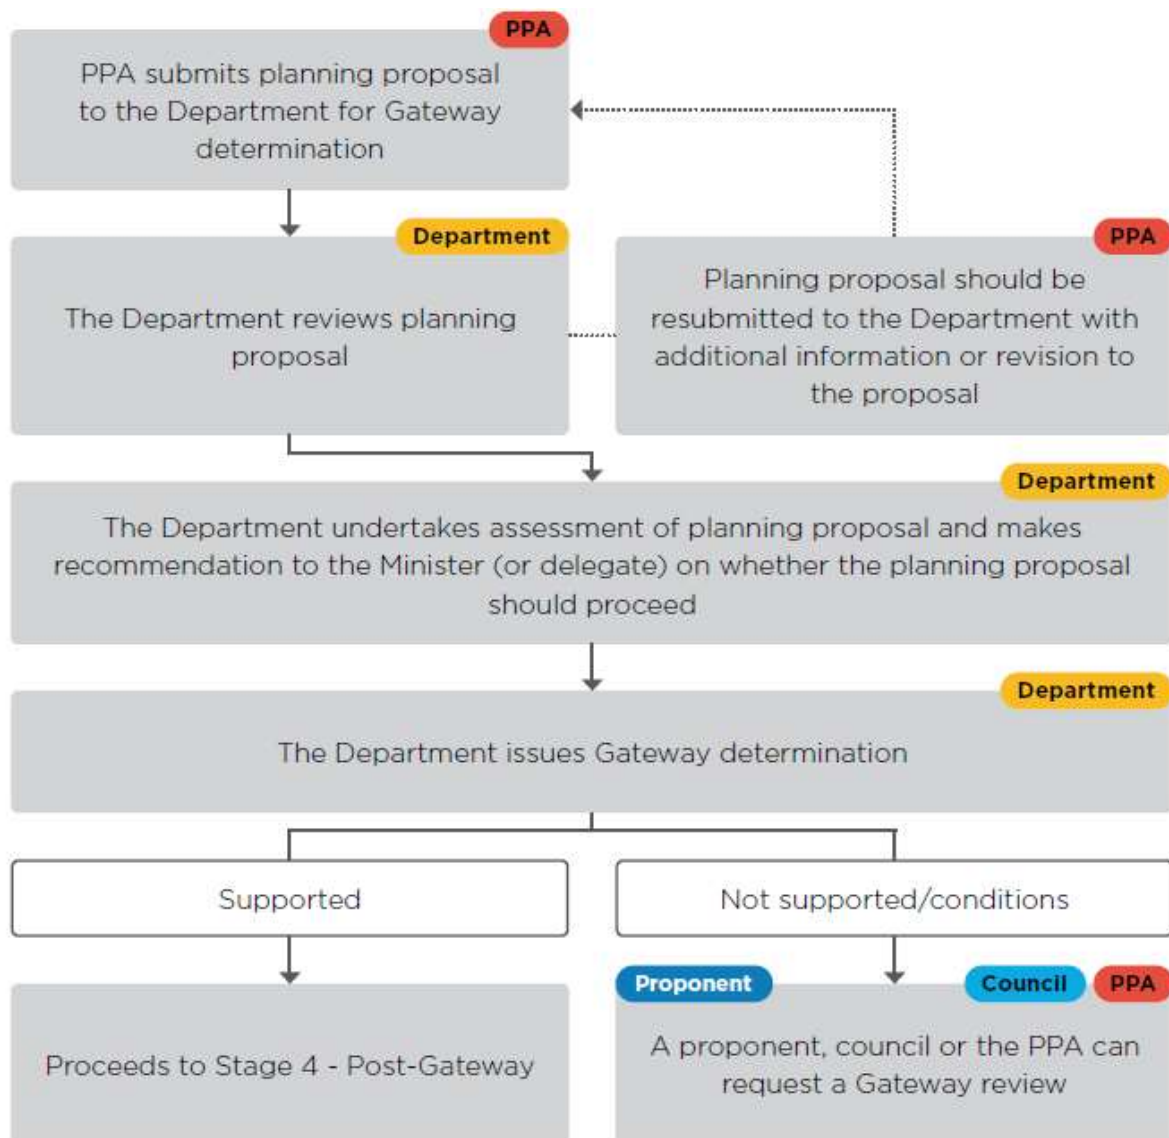 PPA
PPA submits planning proposal
to the Department for Gateway
determination
Department
The Department reviews planning
proposal
PPA
Planning proposal should be
resubmitted to the Department with
additional information or revision to
the proposal
Department
The Department undertakes assessment of planning proposal and makes
recommendation to the Minister (or delegate) on whether the planning proposal
should proceed
Department
The Department issues Gateway determination
Supported
Not supported/conditions
Proceeds to Stage 4 - Post-Gateway
Proponent
Council
PPA
A proponent, council or the PPA can
request a Gateway review